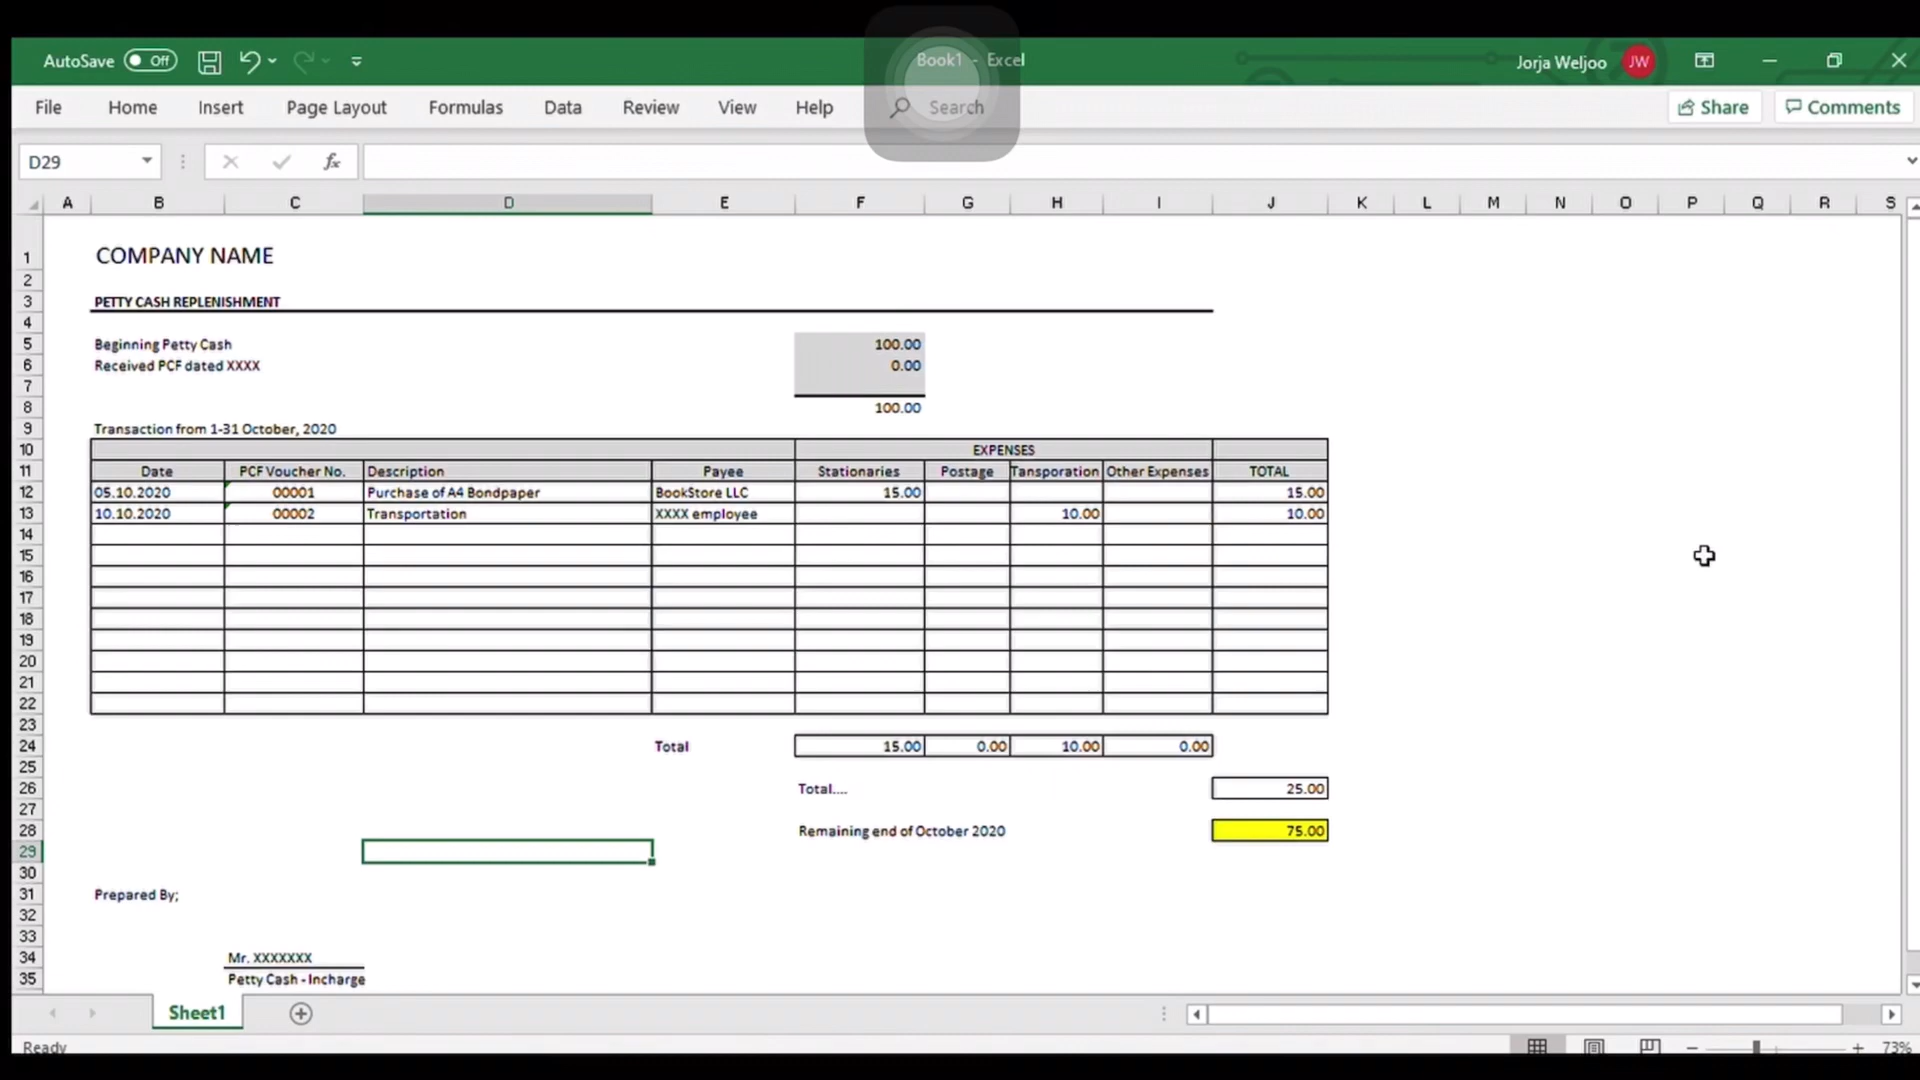 AutoSave Off Book1 - Excel Jorja Weljoo JW
File Home Insert Page Layout Formulas Data Review View Help Search Share Comments
D29 fx
A B C D E F G H I J K L M N O P Q R S
1 COMPANY NAME
2
3 PETTY CASH REPLENISHMENT
4
5 Beginning Petty Cash 100.00
6 Received PCF dated XXXX 0.00
7
8 100.00
9 Transaction from 1-31 October, 2020
10 EXPENSES
11 Date PCF Voucher No. Description Payee Stationaries Postage Tansporation Other Expenses TOTAL
12 05.10.2020 00001 Purchase of A4 Bondpaper BookStore LLC 15.00 15.00
13 10.10.2020 00002 Transportation XXXX employee 10.00 10.00
14
15
16
17
18
19
20
21
22
23
24 Total 15.00 0.00 10.00 0.00
25
26 Total.... 25.00
27
28 Remaining end of October 2020 75.00
29
30
31 Prepared By;
32
33
34 Mr. XXXXXXX
35 Petty Cash - Incharge
Sheet1
Ready 73%